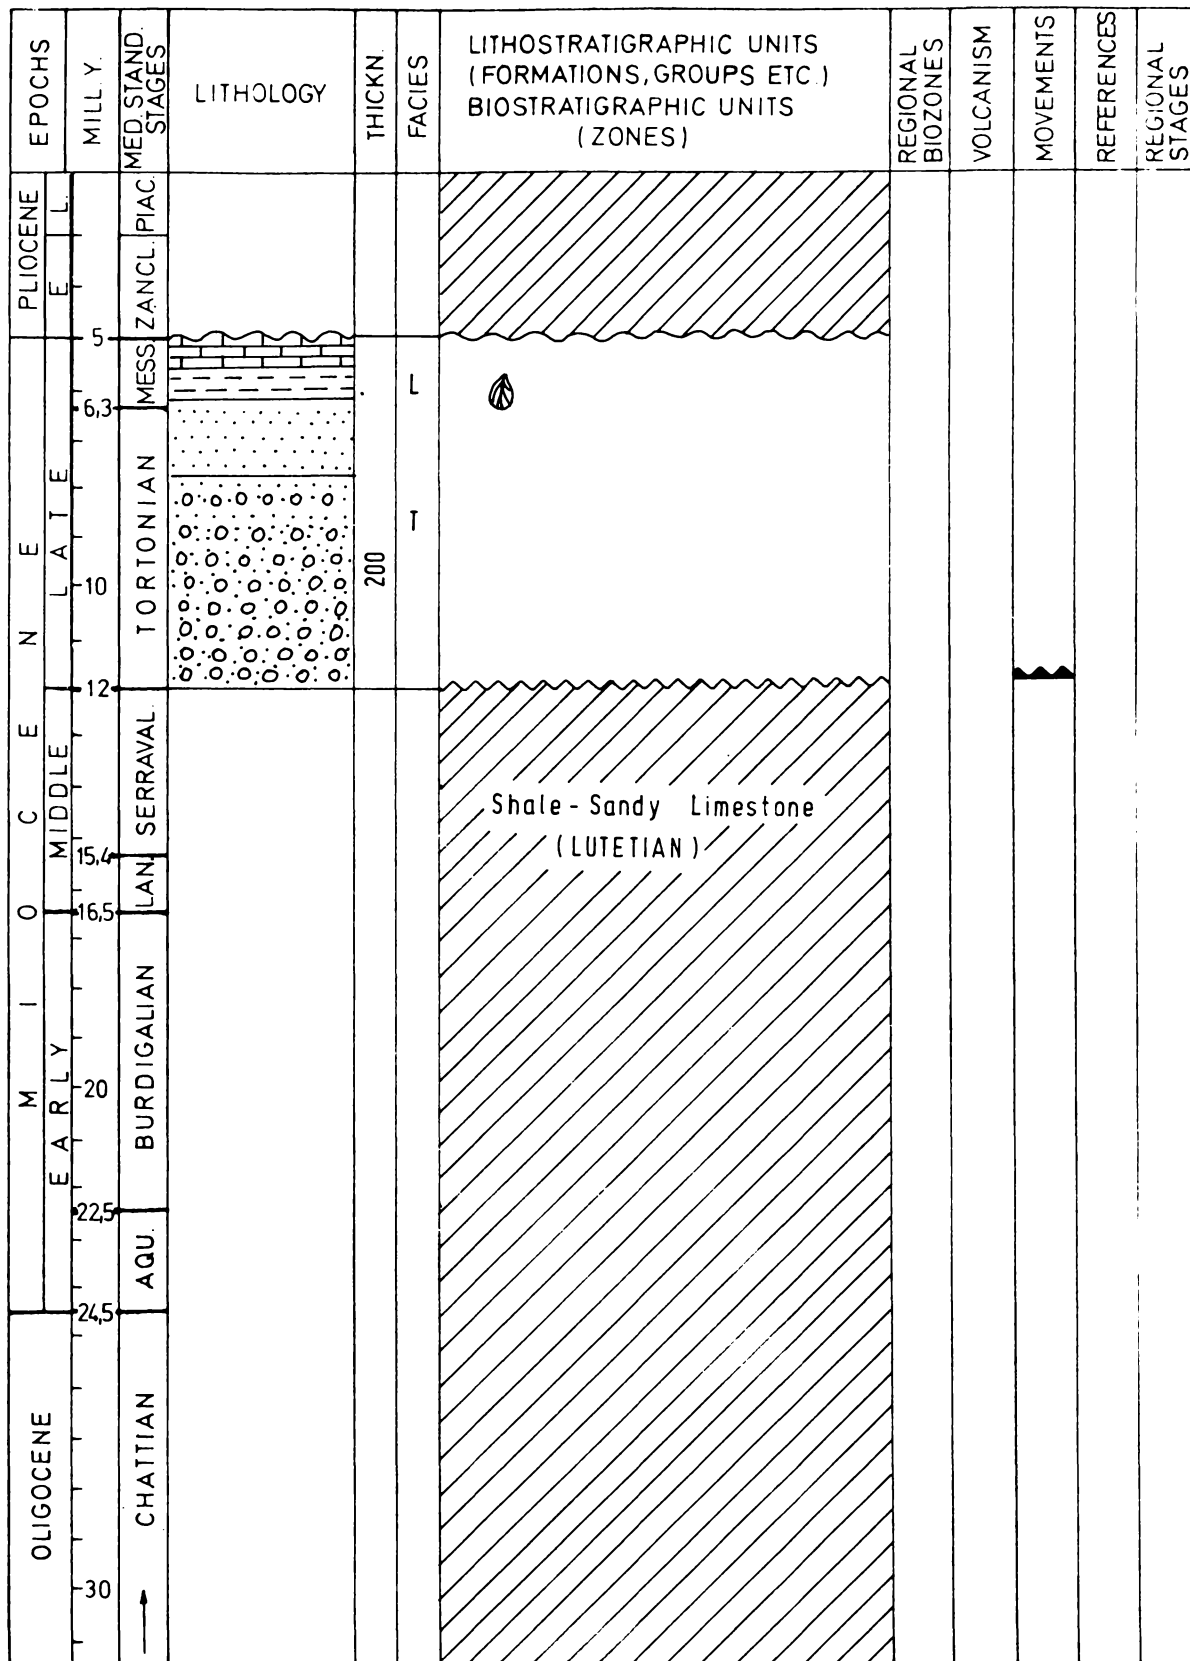 EPOCHS
MILL.Y.
MED. STAND.
STAGES
LITHOLOGY
THICKN.
FACIES
LITHOSTRATIGRAPHIC UNITS
(FORMATIONS, GROUPS ETC.)
BIOSTRATIGRAPHIC UNITS
(ZONES)
REGIONAL
BIOZONES
VOLCANISM
MOVEMENTS
REFERENCES
REGIONAL
STAGES
PLIOCENE
L.
E
PIAC.
ZANCL.
5
MIOCENE
LATE
MESS.
L
6,3
TORTONIAN
T
200
10
12
MIDDLE
SERRAVAL.
Shale - Sandy Limestone
(LUTETIAN)
15,4
LAN.
16,5
EARLY
BURDIGALIAN
20
22,5
AQU.
24,5
OLIGOCENE
CHATTIAN
30